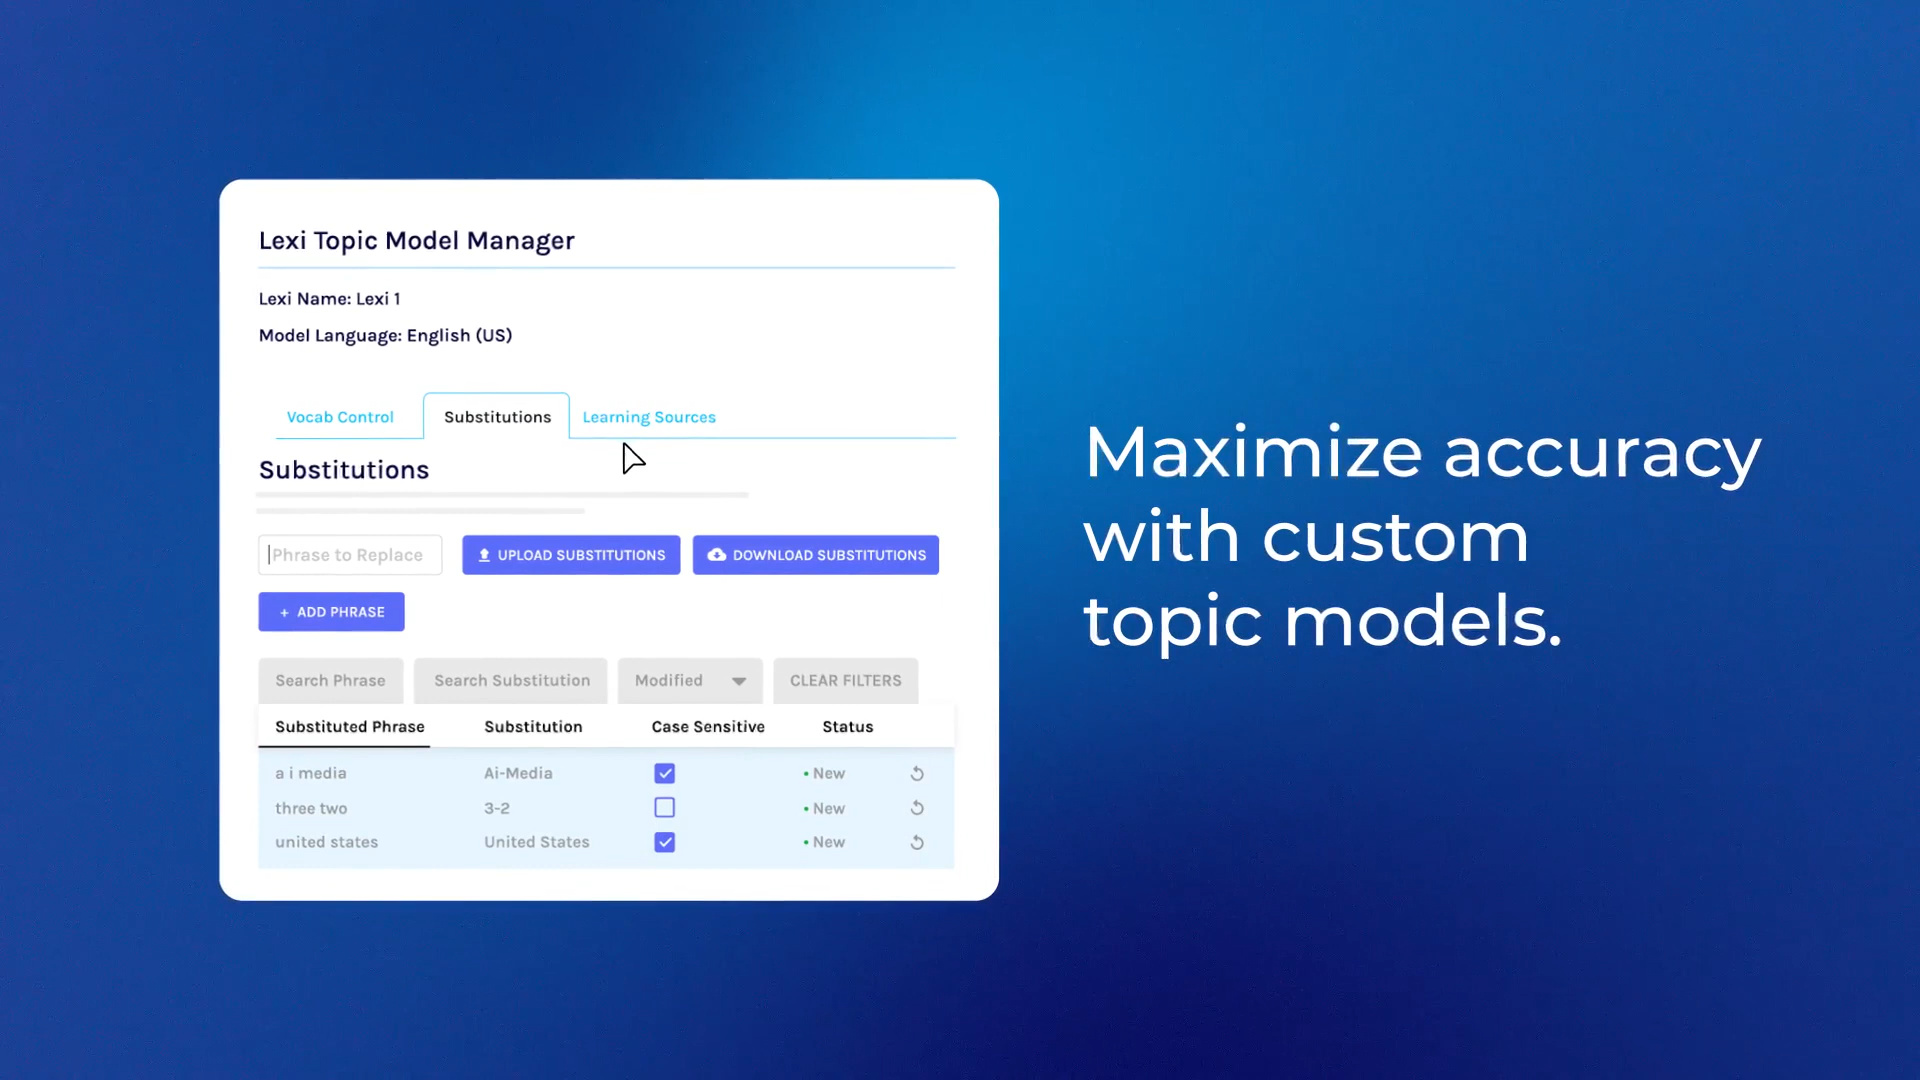 Lexi Topic Model Manager
Lexi Name: Lexi 1
Model Language: English (US)
Vocab Control Substitutions Learning Sources
Substitutions
Phrase to Replace UPLOAD SUBSTITUTIONS DOWNLOAD SUBSTITUTIONS
+ ADD PHRASE
Search Phrase Search Substitution Modified CLEAR FILTERS
Substituted Phrase Substitution Case Sensitive Status
a i media Ai-Media • New
three two 3-2 • New
united states United States • New
Maximize accuracy
with custom
topic models.